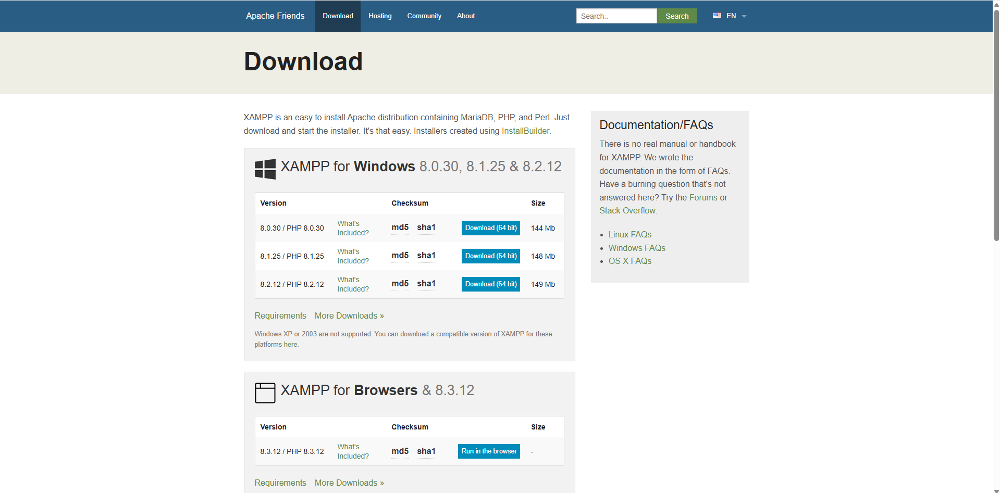 Apache Friends Download Hosting Community About Search.. Search EN
Download
XAMPP is an easy to install Apache distribution containing MariaDB, PHP, and Perl. Just
download and start the installer. It's that easy. Installers created using InstallBuilder.
XAMPP for Windows 8.0.30, 8.1.25 & 8.2.12
Version Checksum Size
8.0.30 / PHP 8.0.30 What's Included? md5 sha1 Download (64 bit) 144 Mb
8.1.25 / PHP 8.1.25 What's Included? md5 sha1 Download (64 bit) 148 Mb
8.2.12 / PHP 8.2.12 What's Included? md5 sha1 Download (64 bit) 149 Mb
Requirements More Downloads »
Windows XP or 2003 are not supported. You can download a compatible version of XAMPP for these
platforms here.
XAMPP for Browsers & 8.3.12
Version Checksum Size
8.3.12 / PHP 8.3.12 What's Included? md5 sha1 Run in the browser -
Requirements More Downloads »
Documentation/FAQs
There is no real manual or handbook
for XAMPP. We wrote the
documentation in the form of FAQs.
Have a burning question that's not
answered here? Try the Forums or
Stack Overflow.
• Linux FAQs
• Windows FAQs
• OS X FAQs